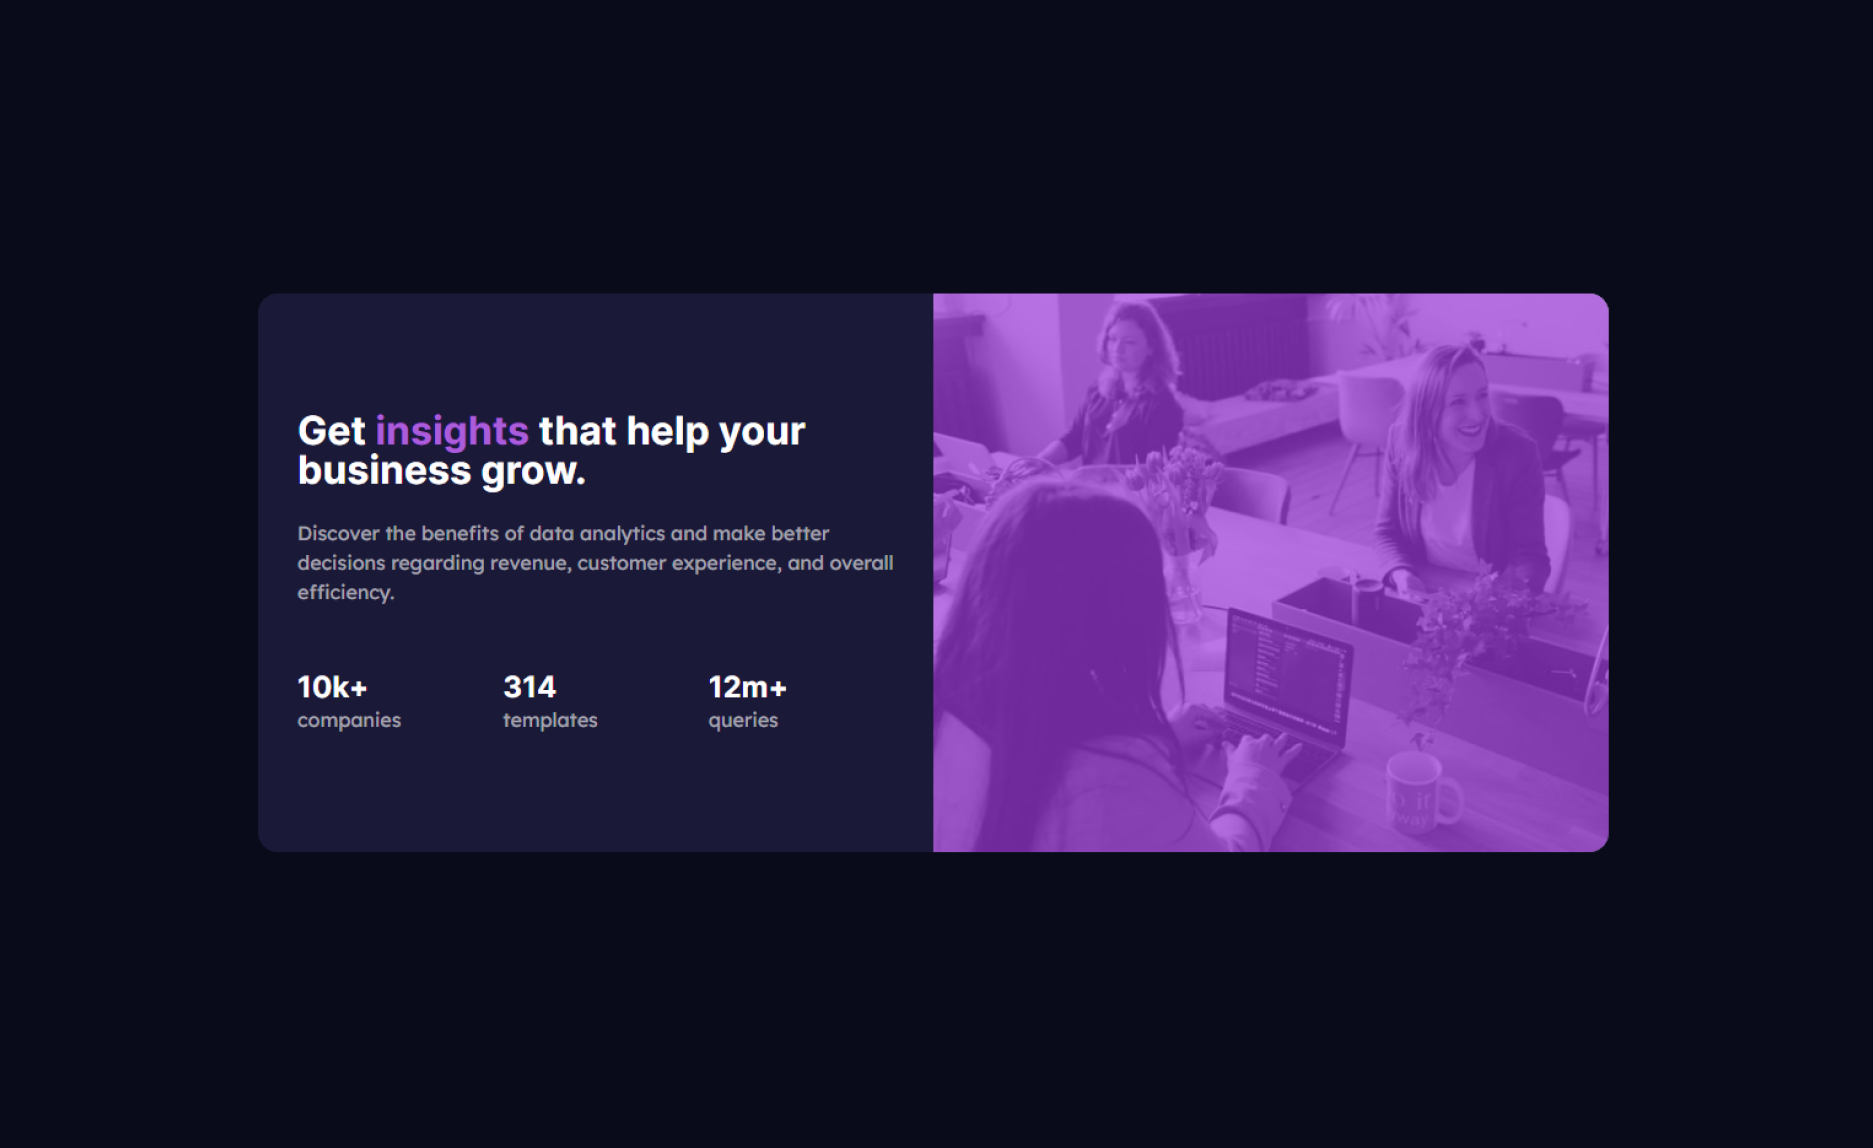 Get insights that help your
business grow.
Discover the benefits of data analytics and make better
decisions regarding revenue, customer experience, and overall
efficiency.
10k+
companies
314
templates
12m+
queries